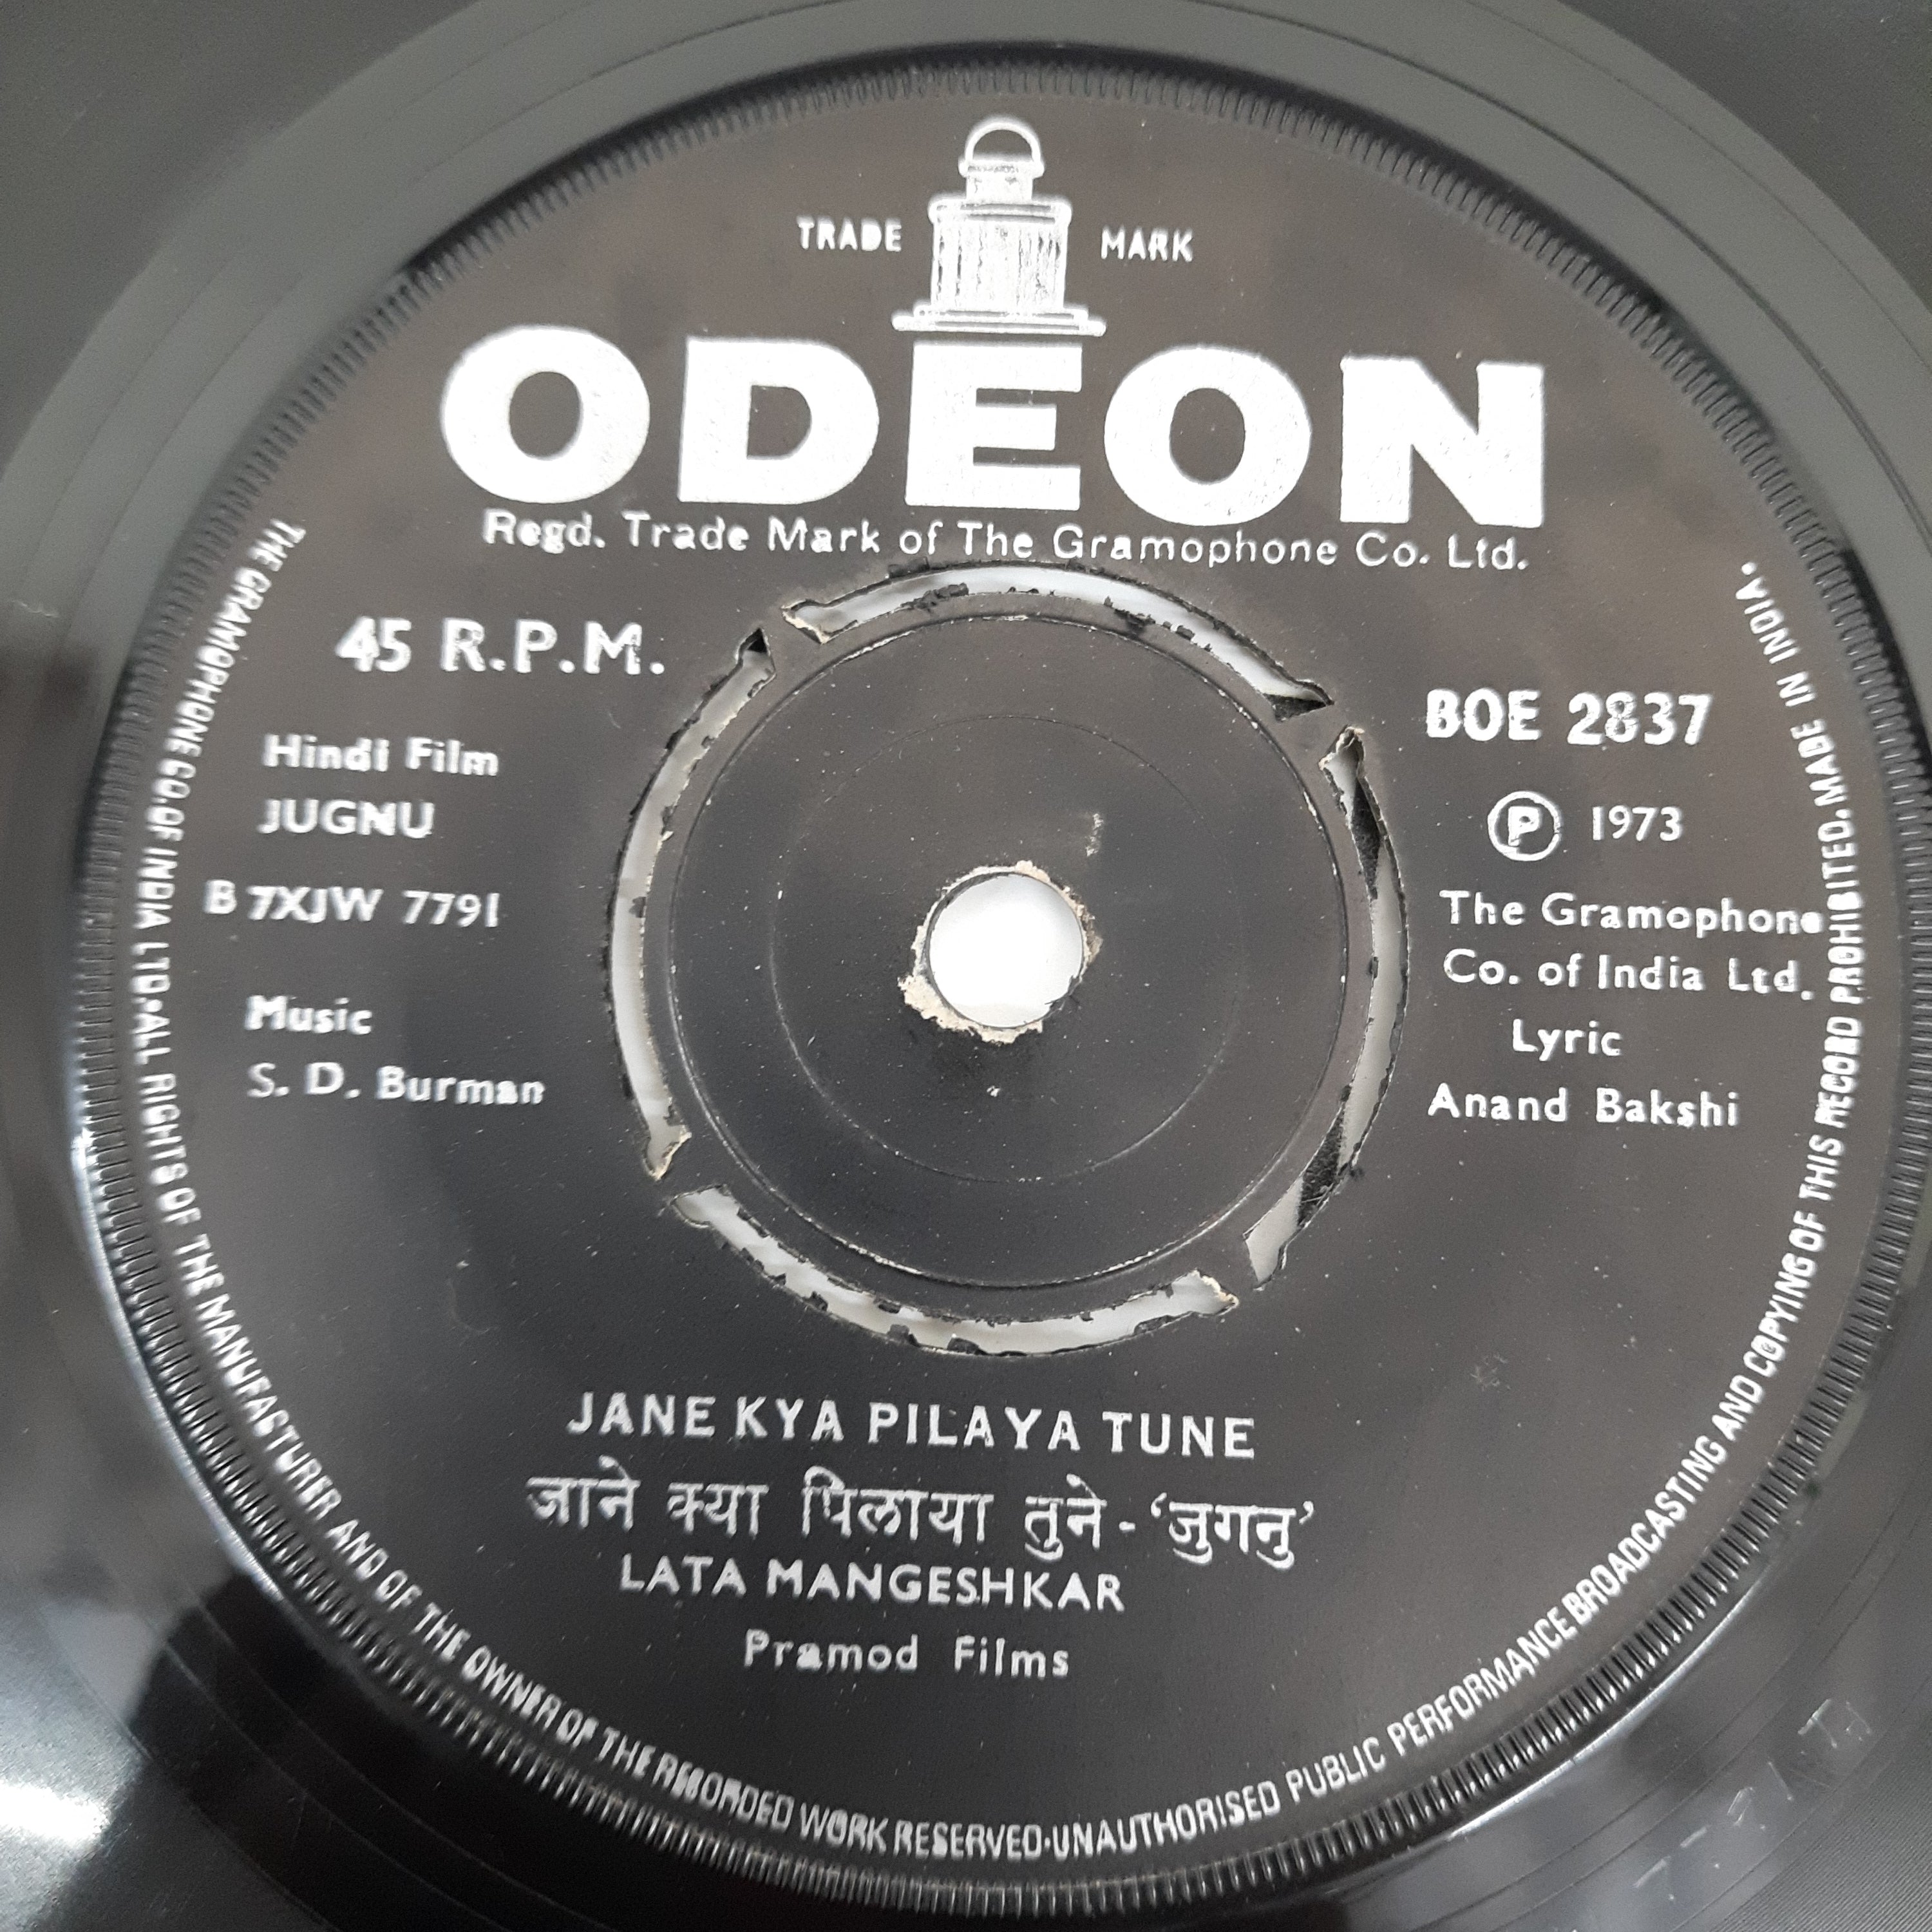 TRADE MARK
ODEON
Regd. Trade Mark of The Gramophone Co. Ltd.
45 R.P.M.
Hindi Film
JUGNU
B 7XJW 7791
Music
S. D. Burman
BOE 2837
Ⓟ 1973
The Gramophone
Co. of India Ltd.
Lyric
Anand Bakshi
JANE KYA PILAYA TUNE
जाने क्या पिलाया तुने - ‘जुगनु’
LATA MANGESHKAR
Pramod Films
THE GRAMOPHONE CO. OF INDIA LTD. ALL RIGHTS OF THE MANUFACTURER AND OF THE OWNER OF THE RECORDED WORK RESERVED·UNAUTHORISED PUBLIC PERFORMANCE BROADCASTING AND COPYING OF THIS RECORD PROHIBITED. MADE IN INDIA.